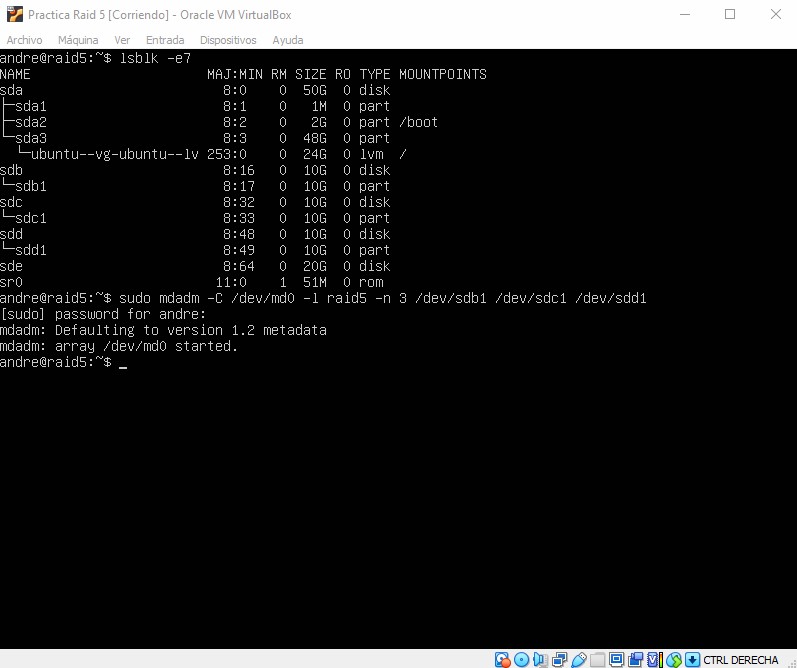 Practica Raid 5 [Corriendo] - Oracle VM VirtualBox
Archivo Máquina Ver Entrada Dispositivos Ayuda
andre@raid5:~$ lsblk -e7
NAME MAJ:MIN RM SIZE RO TYPE MOUNTPOINTS
sda 8:0 0 50G 0 disk
├─sda1 8:1 0 1M 0 part
├─sda2 8:2 0 2G 0 part /boot
└─sda3 8:3 0 48G 0 part
  └─ubuntu--vg-ubuntu--lv 253:0 0 24G 0 lvm /
sdb 8:16 0 10G 0 disk
└─sdb1 8:17 0 10G 0 part
sdc 8:32 0 10G 0 disk
└─sdc1 8:33 0 10G 0 part
sdd 8:48 0 10G 0 disk
└─sdd1 8:49 0 10G 0 part
sde 8:64 0 20G 0 disk
sr0 11:0 1 51M 0 rom
andre@raid5:~$ sudo mdadm -C /dev/md0 -l raid5 -n 3 /dev/sdb1 /dev/sdc1 /dev/sdd1
[sudo] password for andre:
mdadm: Defaulting to version 1.2 metadata
mdadm: array /dev/md0 started.
andre@raid5:~$ _
CTRL DERECHA